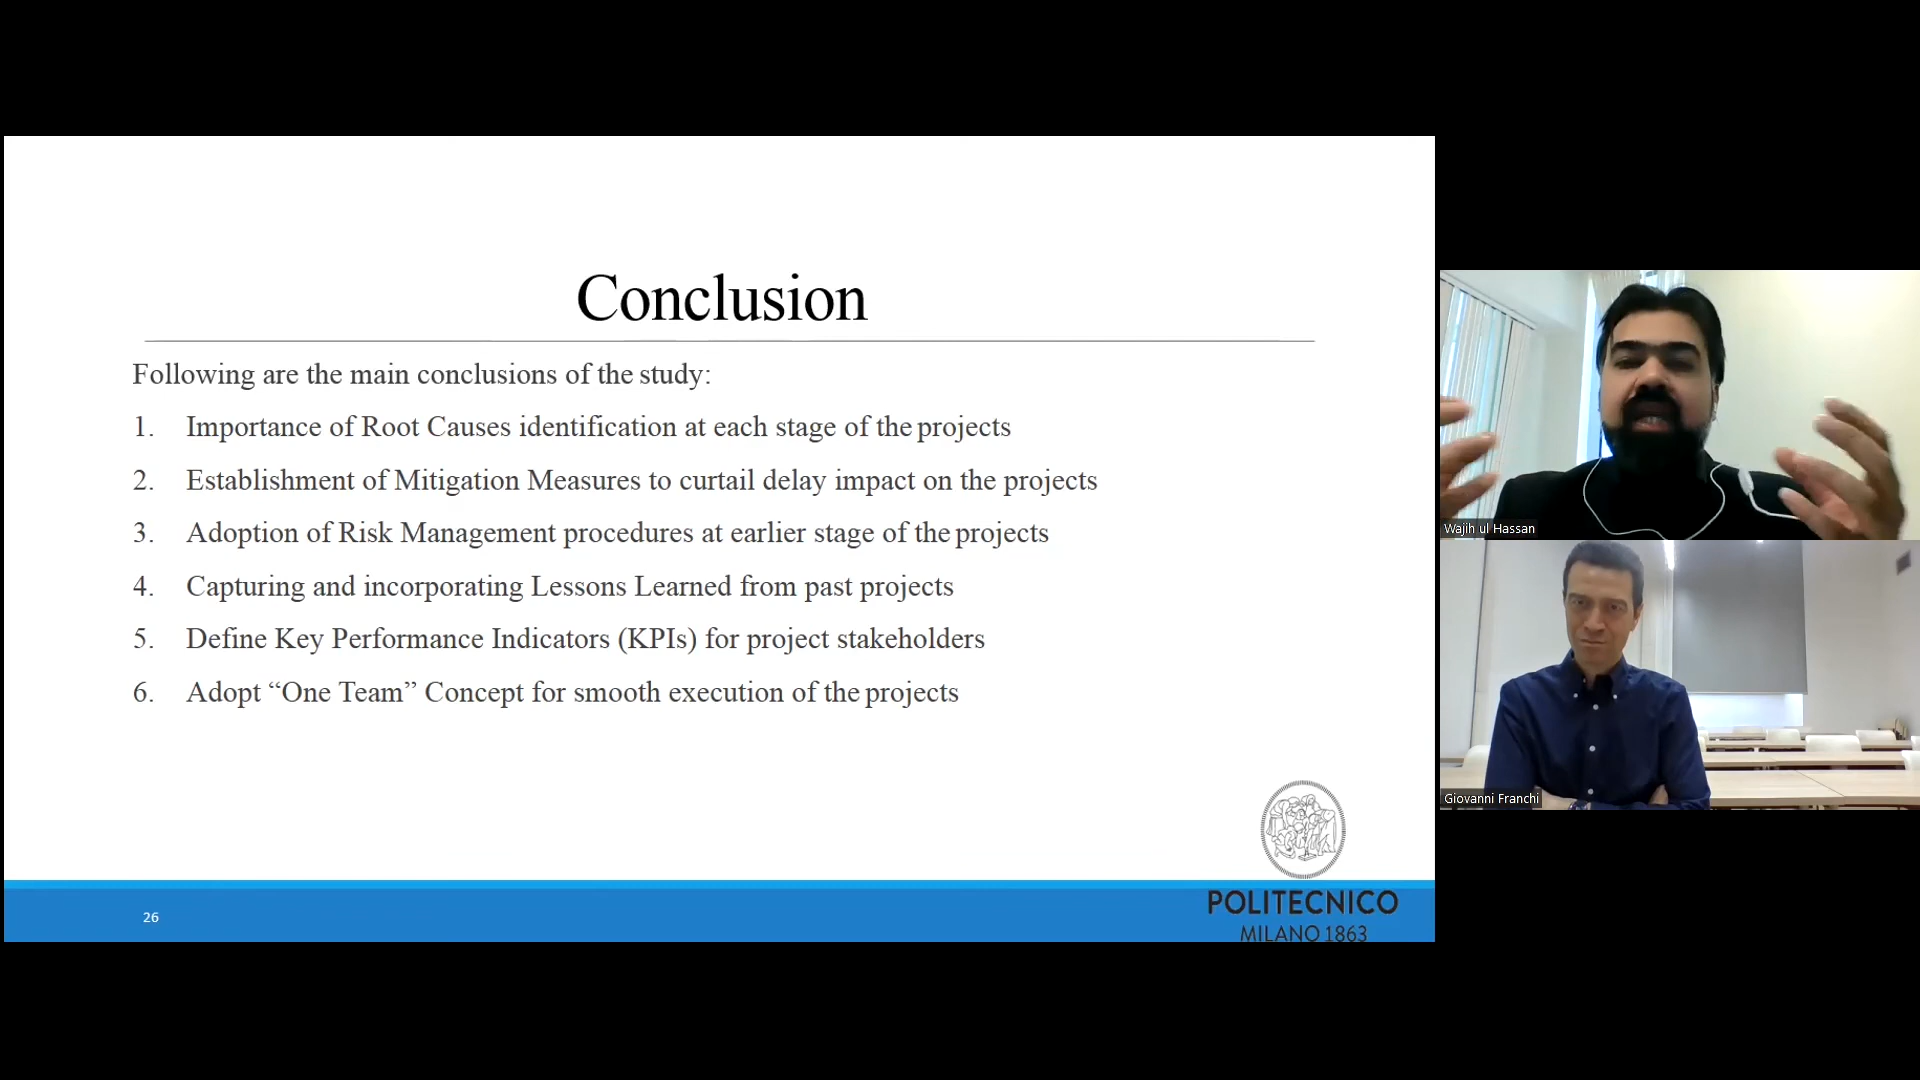 Conclusion
Following are the main conclusions of the study:
1. Importance of Root Causes identification at each stage of the projects
2. Establishment of Mitigation Measures to curtail delay impact on the projects
3. Adoption of Risk Management procedures at earlier stage of the projects
4. Capturing and incorporating Lessons Learned from past projects
5. Define Key Performance Indicators (KPIs) for project stakeholders
6. Adopt “One Team” Concept for smooth execution of the projects
26
POLITECNICO
MILANO 1863
Wajih ul Hassan
Giovanni Franchi